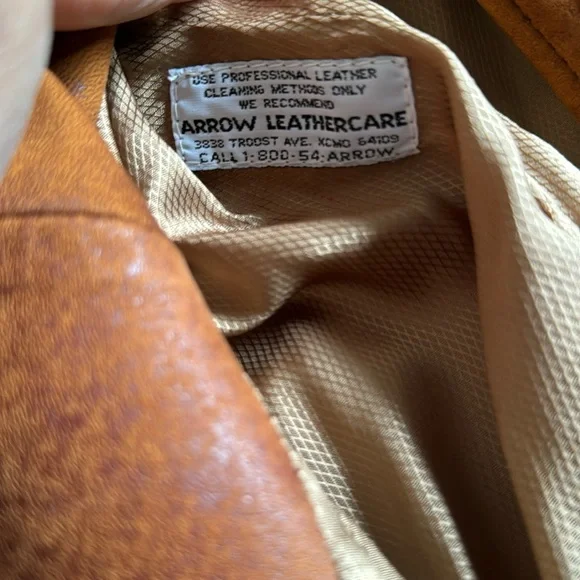 USE PROFESSIONAL LEATHER
CLEANING METHODS ONLY
WE RECOMMEND
ARROW LEATHERCARE
3838 TROOST AVE. KCMO 64109
CALL 1-800-54-ARROW